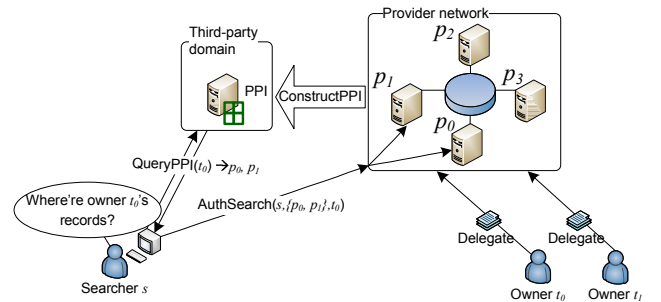 Third-party
domain
PPI
Provider network
p2
p1
p3
p0
ConstructPPI
QueryPPI(t0) →p0, p1
Where're owner t0's
records?
AuthSearch(s,{p0, p1},t0)
Searcher s
Delegate
Delegate
Owner t0
Owner t1